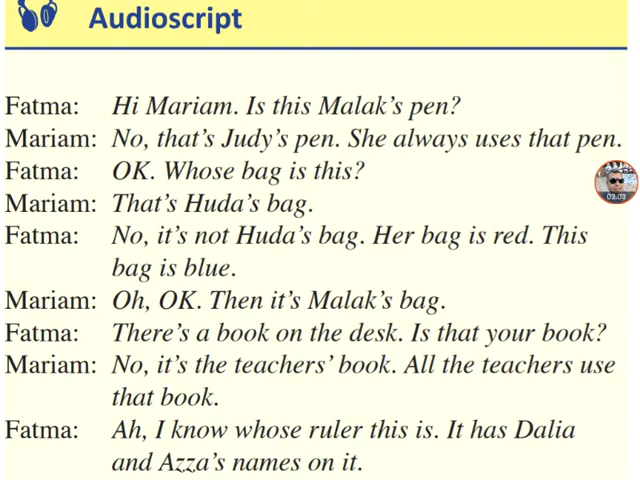 Audioscript
Fatma: Hi Mariam. Is this Malak's pen?
Mariam: No, that's Judy's pen. She always uses that pen.
Fatma: OK. Whose bag is this?
02:03
Mariam: That's Huda's bag.
Fatma: No, it's not Huda's bag. Her bag is red. This
bag is blue.
Mariam: Oh, OK. Then it's Malak's bag.
Fatma: There's a book on the desk. Is that your book?
Mariam: No, it's the teachers' book. All the teachers use
that book.
Fatma: Ah, I know whose ruler this is. It has Dalia
and Azza's names on it.